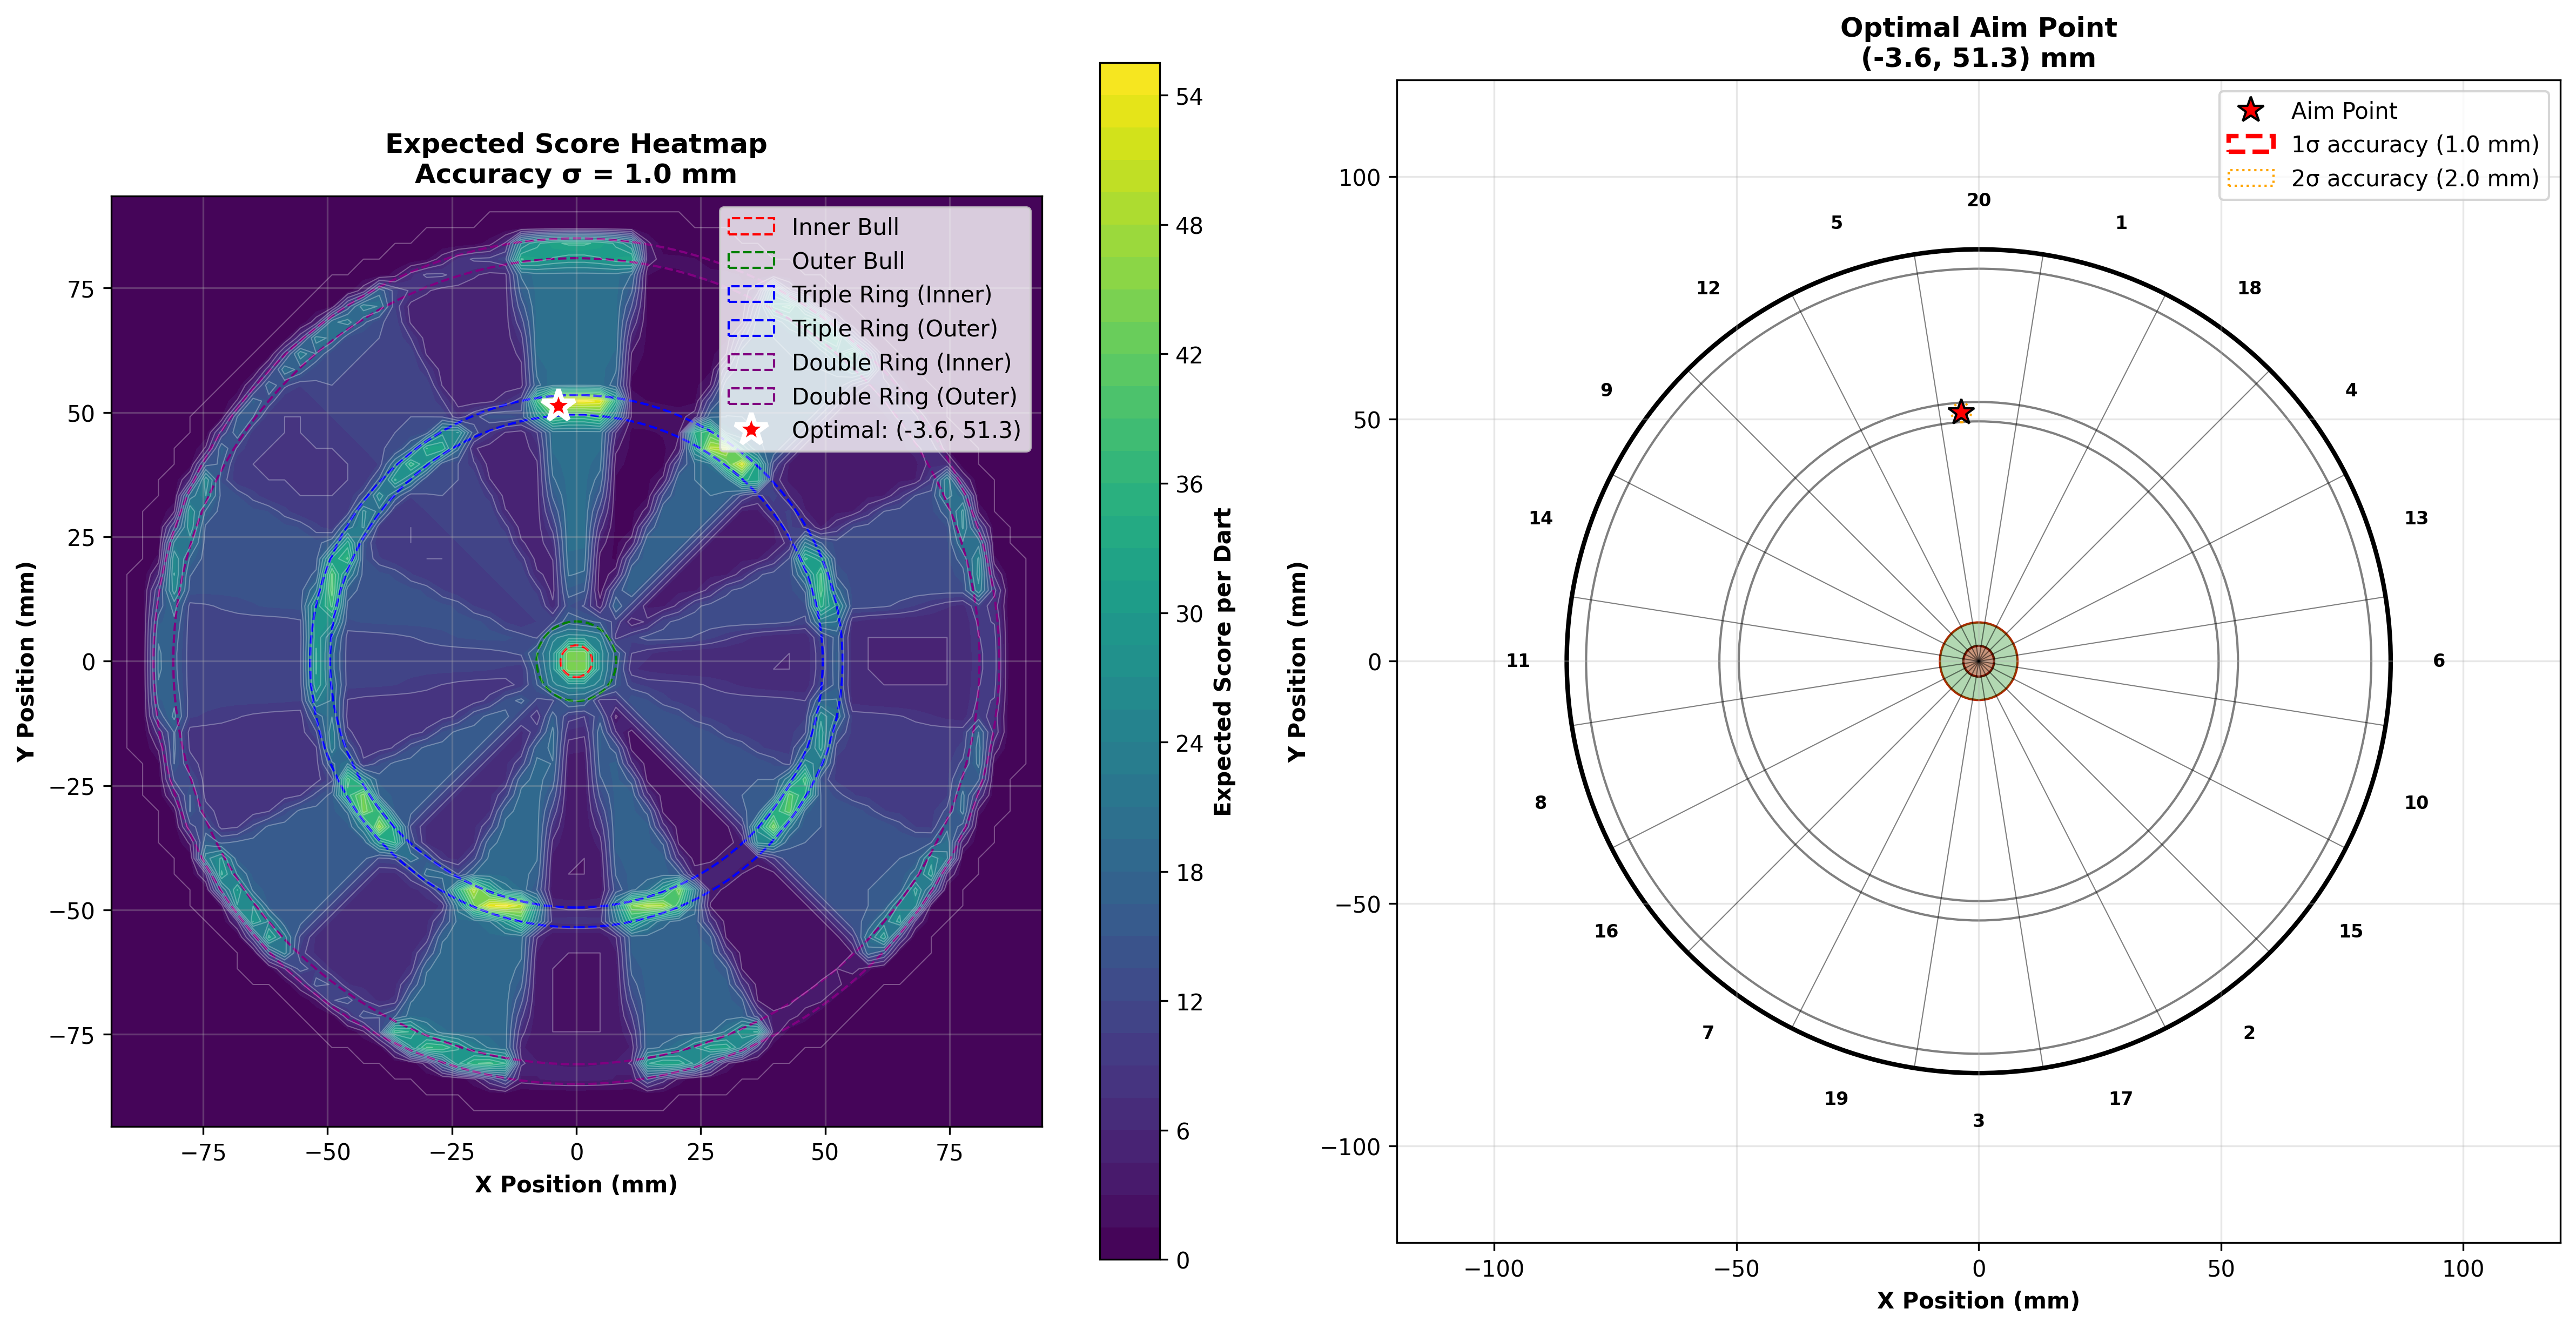 Expected Score Heatmap
Accuracy σ = 1.0 mm
Inner Bull
Outer Bull
Triple Ring (Inner)
Triple Ring (Outer)
Double Ring (Inner)
Double Ring (Outer)
Optimal: (-3.6, 51.3)
75
50
25
0
−25
−50
−75
Y Position (mm)
−75
−50
−25
0
25
50
75
X Position (mm)
54
48
42
36
30
24
18
12
6
0
Expected Score per Dart
Optimal Aim Point
(-3.6, 51.3) mm
Aim Point
1σ accuracy (1.0 mm)
2σ accuracy (2.0 mm)
100
50
0
−50
−100
Y Position (mm)
20
1
18
4
13
6
10
15
2
17
3
19
7
16
8
11
14
9
12
5
−100
−50
0
50
100
X Position (mm)